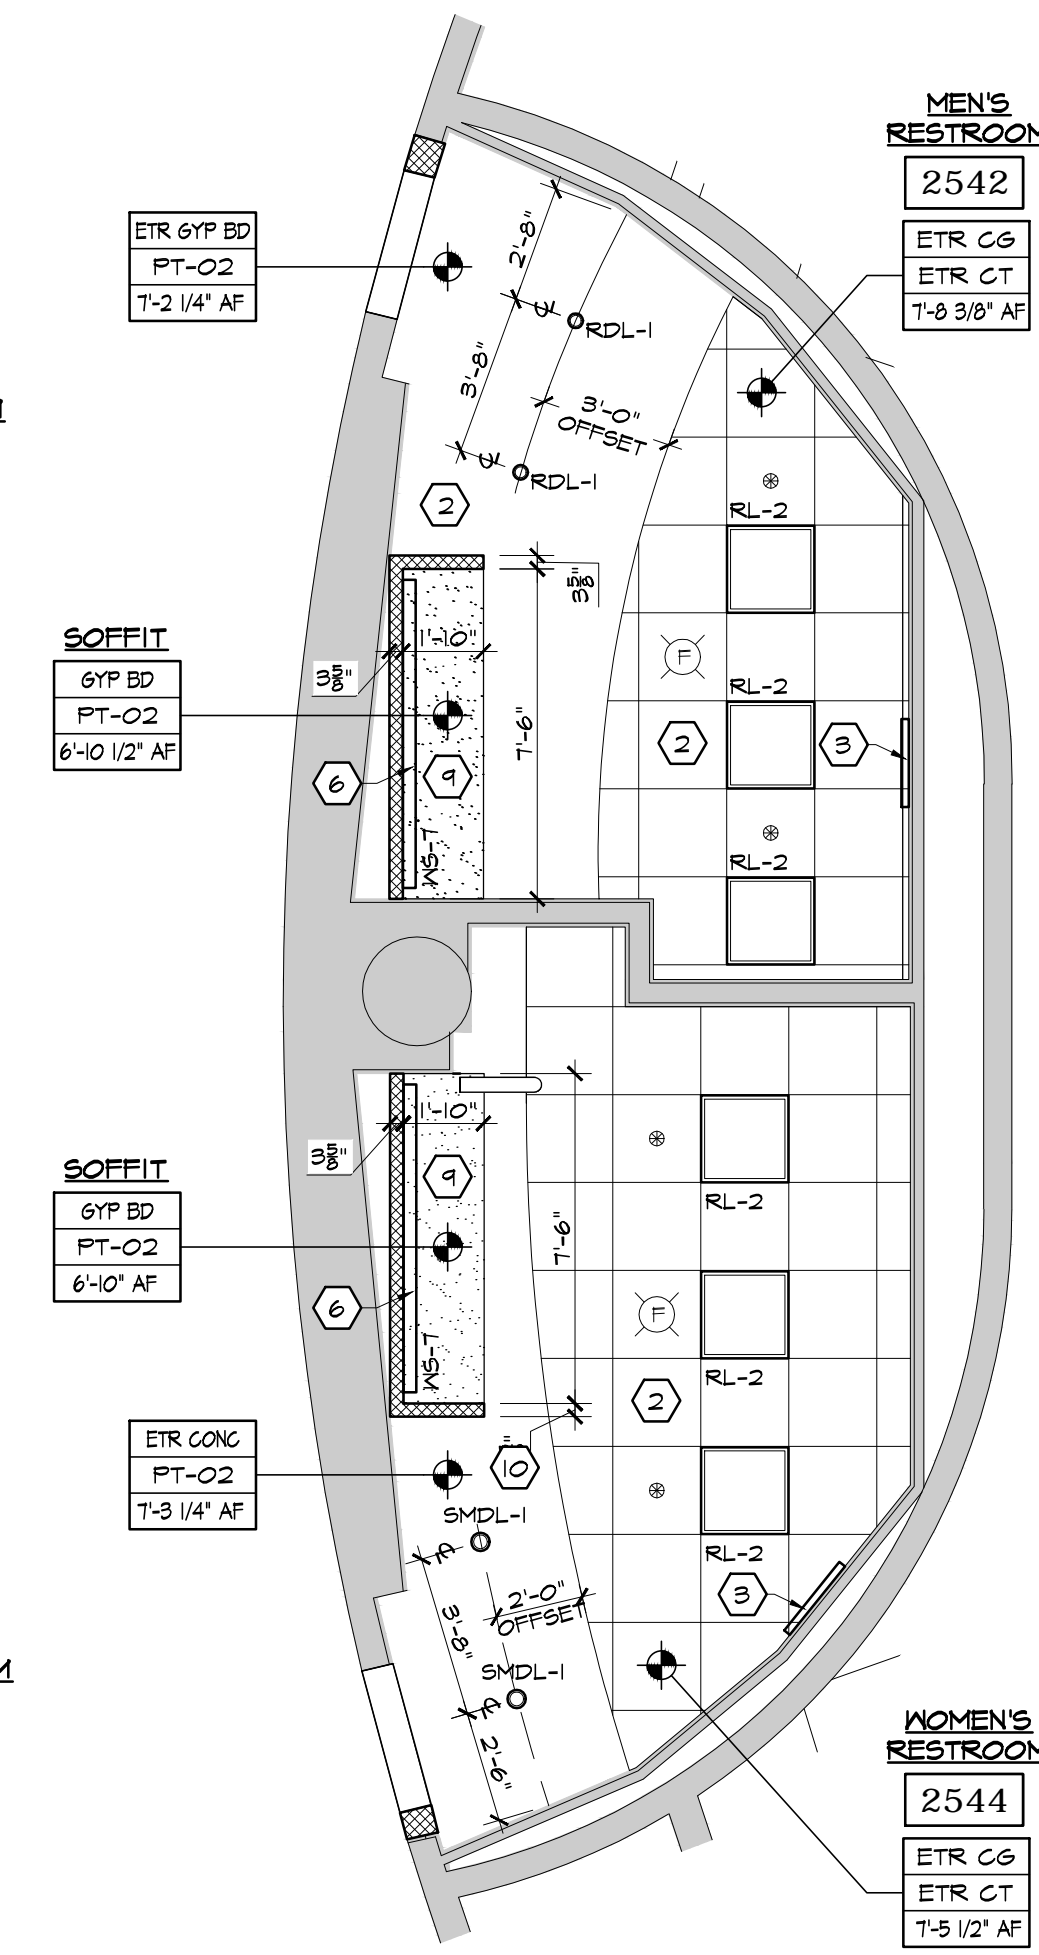 MEN'S
RESTROOM
2542
ETR CG
ETR CT
7'-8 3/8" AF
ETR GYP BD
PT-02
7'-2 1/4" AF
2'-8"
RDL-1
3'-8"
3'-0"
OFFSET
RDL-1
2
RL-2
3 5/8"
SOFFIT
GYP BD
PT-02
6'-10 1/2" AF
1'-10"
3 5/8"
F
RL-2
7'-6"
2
3
6
9
WS-1
RL-2
1'-10"
3 5/8"
9
SOFFIT
GYP BD
PT-02
6'-10" AF
RL-2
7'-6"
6
F
WS-1
RL-2
2
ETR CONC
PT-02
7'-3 1/4" AF
10
SMDL-1
RL-2
3
2'-0"
OFFSET
3'-8"
SMDL-1
2'-6"
WOMEN'S
RESTROOM
2544
ETR CG
ETR CT
7'-5 1/2" AF